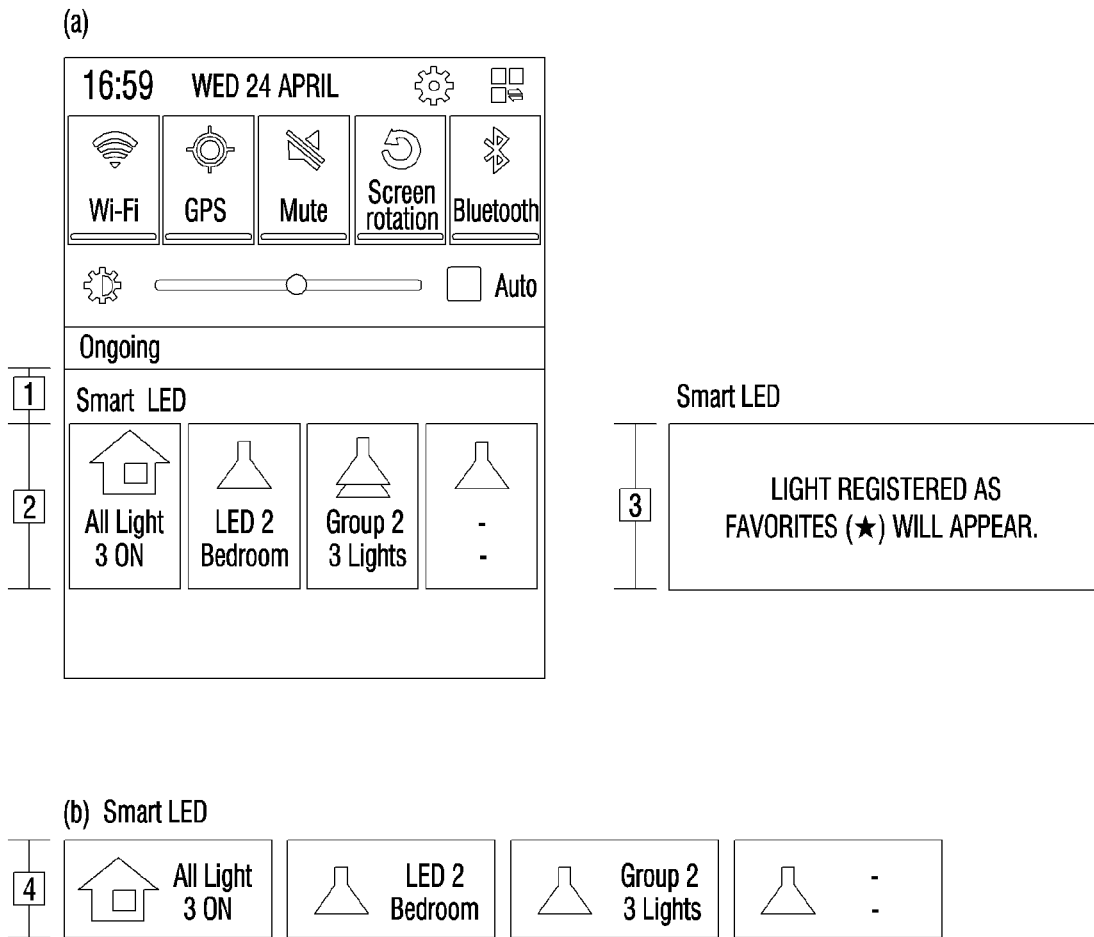 (a)
16:59 WED 24 APRIL
Wi-Fi GPS Mute Screen rotation Bluetooth
Auto
Ongoing
1
Smart LED
2
All Light
3 ON
LED 2
Bedroom
Group 2
3 Lights
-
-
Smart LED
3
LIGHT REGISTERED AS
FAVORITES (★) WILL APPEAR.
(b) Smart LED
4
All Light
3 ON
LED 2
Bedroom
Group 2
3 Lights
-
-